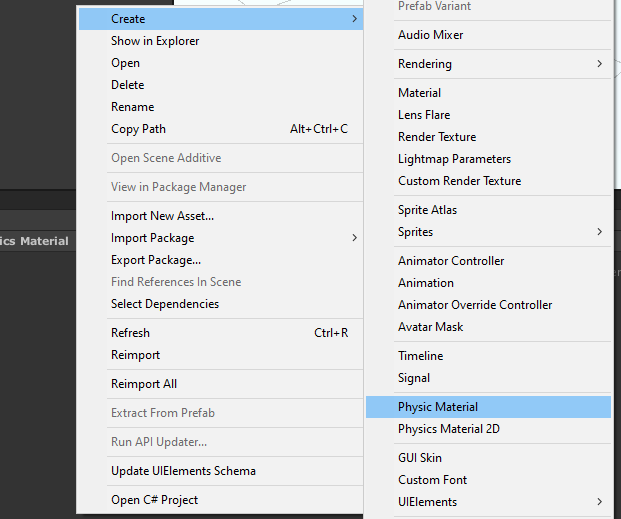 Create
Show in Explorer
Open
Delete
Rename
Copy Path Alt+Ctrl+C
Open Scene Additive
View in Package Manager
Import New Asset...
Import Package
Export Package...
Find References In Scene
Select Dependencies
Refresh Ctrl+R
Reimport
Reimport All
Extract From Prefab
Run API Updater...
Update UIElements Schema
Open C# Project
Prefab Variant
Audio Mixer
Rendering
Material
Lens Flare
Render Texture
Lightmap Parameters
Custom Render Texture
Sprite Atlas
Sprites
Animator Controller
Animation
Animator Override Controller
Avatar Mask
Timeline
Signal
Physic Material
Physics Material 2D
GUI Skin
Custom Font
UIElements
ics Material